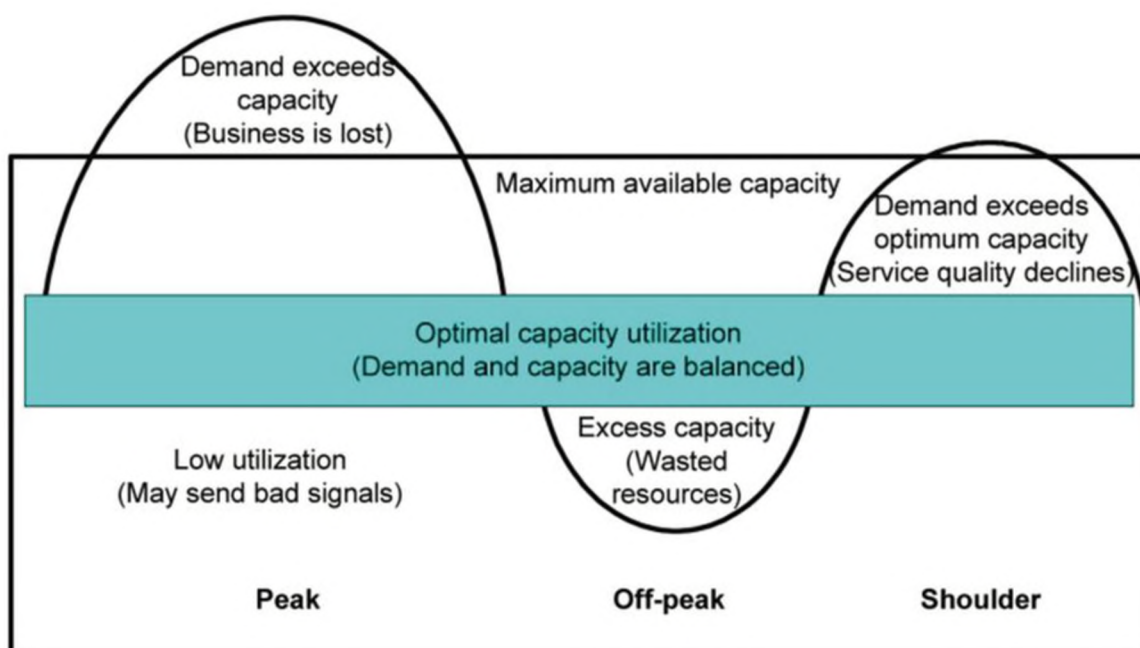 Demand exceeds
capacity
(Business is lost)
Maximum available capacity
Demand exceeds
optimum capacity
(Service quality declines)
Optimal capacity utilization
(Demand and capacity are balanced)
Low utilization
(May send bad signals)
Excess capacity
(Wasted
resources)
Peak
Off-peak
Shoulder